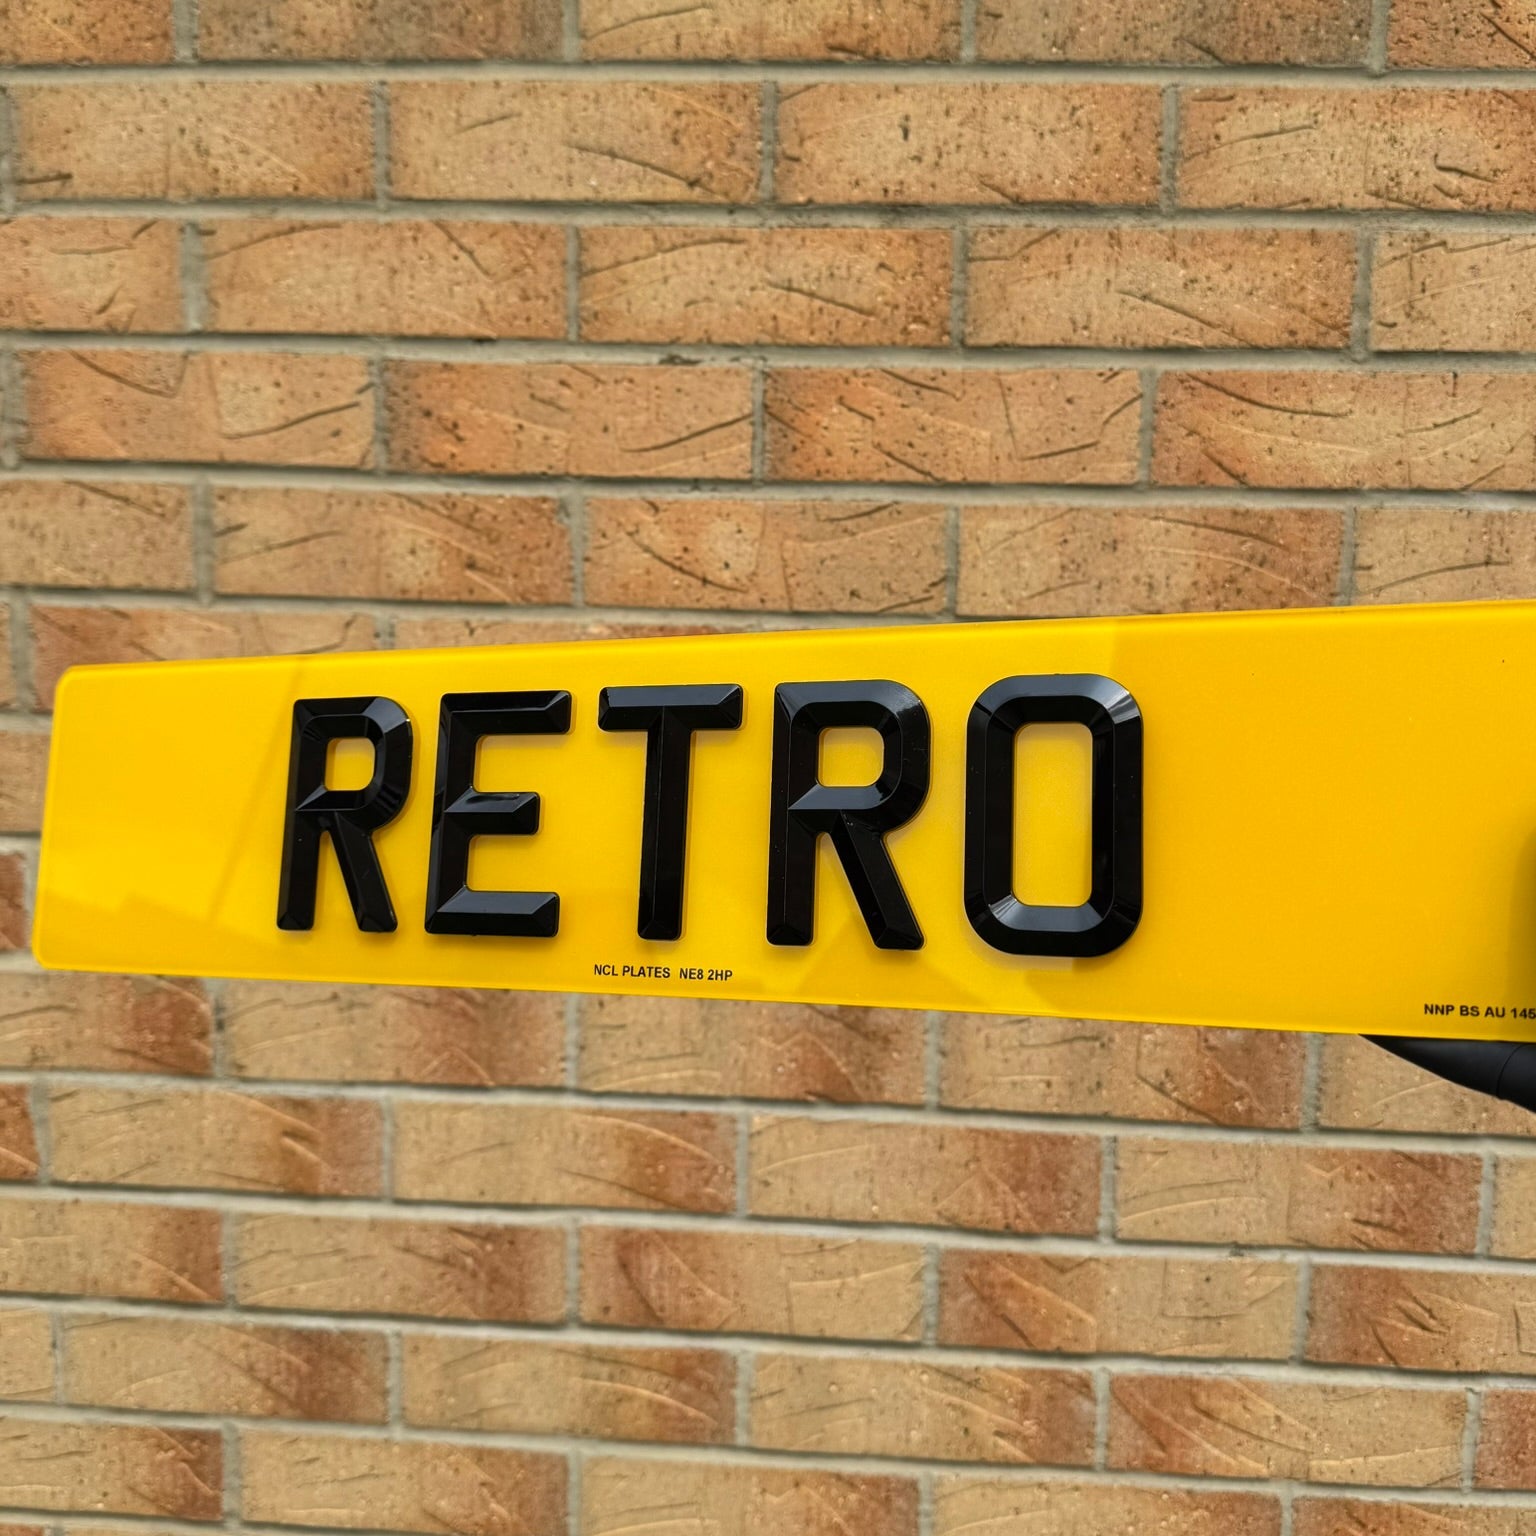 RETRO
NCL PLATES NE8 2HP
NNP BS AU 145